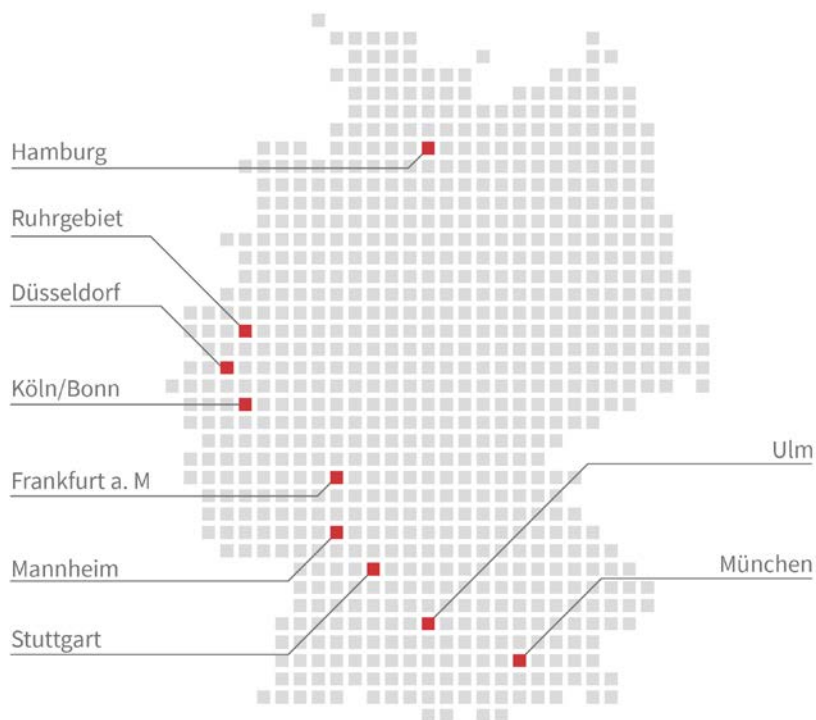 Hamburg
Ruhrgebiet
Düsseldorf
Köln/Bonn
Frankfurt a. M
Mannheim
Stuttgart
Ulm
München